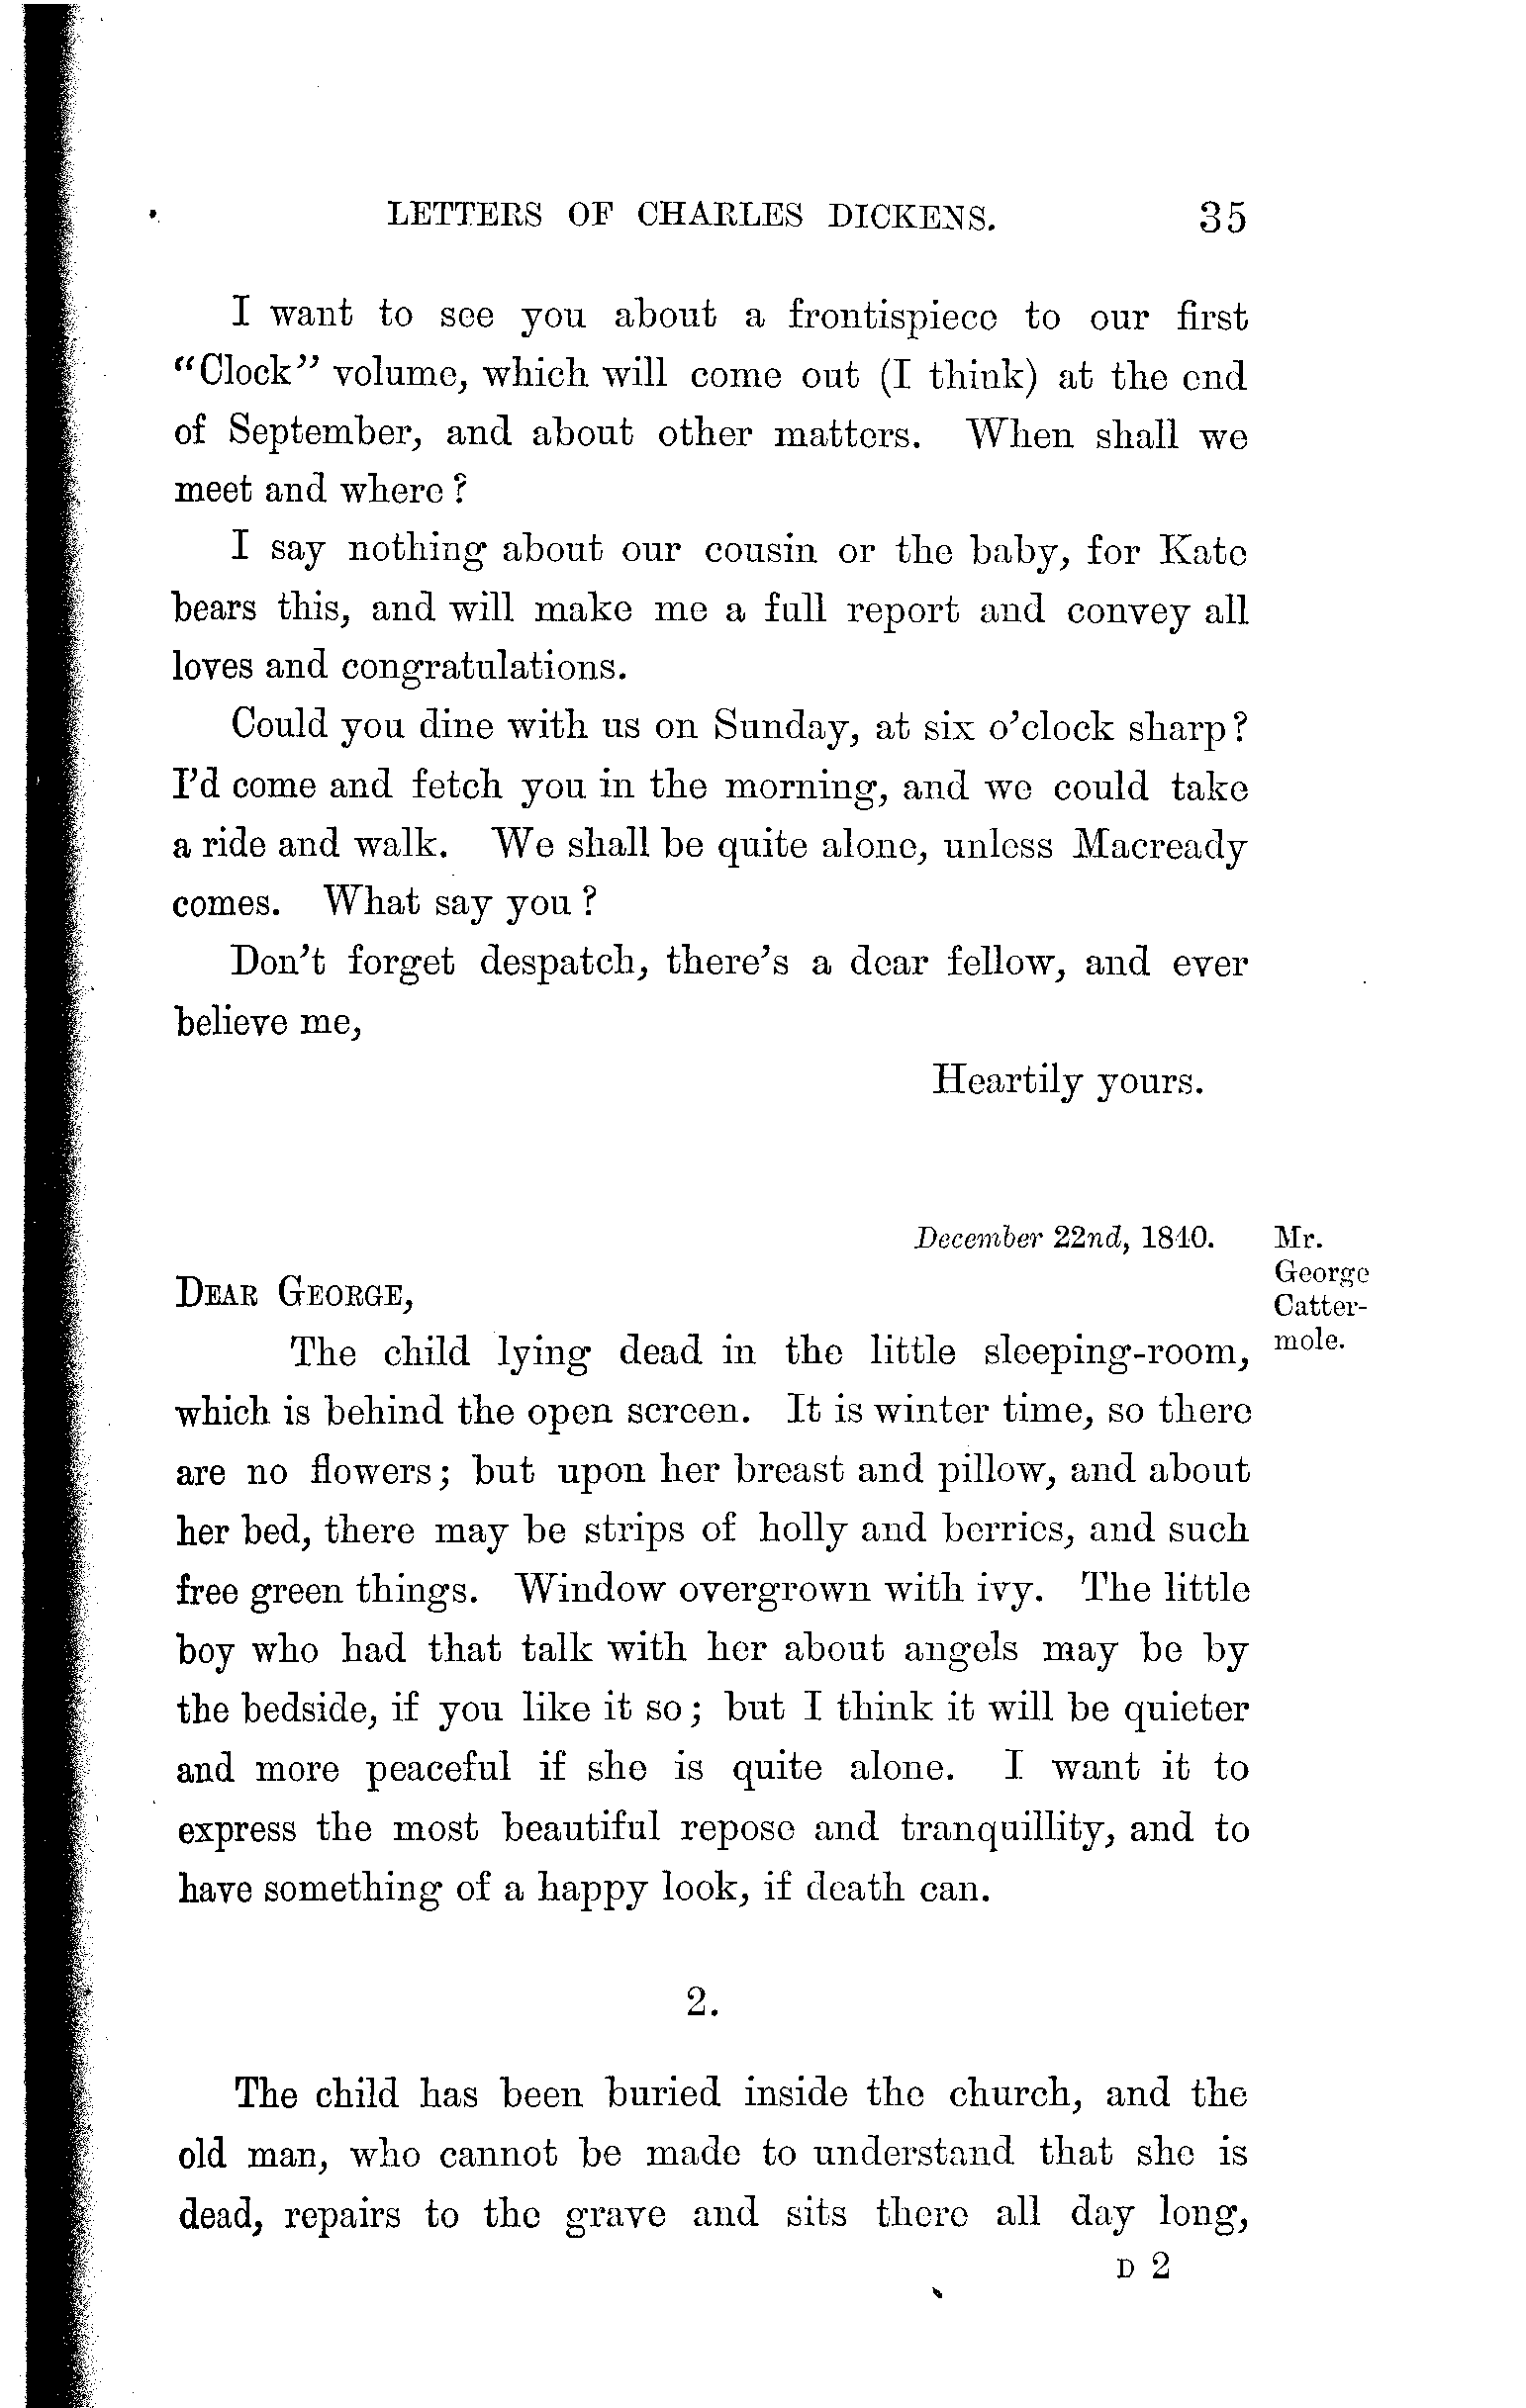 LETTERS OF CHARLES DICKENS. 35
I want to see you about a frontispiece to our first
"Clock" volume, which will come out (I think) at the end
of September, and about other matters. When shall we
meet and where?
I say nothing about our cousin or the baby, for Kate
bears this, and will make me a full report and convey all
loves and congratulations.
Could you dine with us on Sunday, at six o'clock sharp?
I'd come and fetch you in the morning, and we could take
a ride and walk. We shall be quite alone, unless Macready
comes. What say you?
Don't forget despatch, there's a dear fellow, and ever
believe me,
Heartily yours.
December 22nd, 1840.
Mr.
George
Catter-
mole.
DEAR GEORGE,
The child lying dead in the little sleeping-room,
which is behind the open screen. It is winter time, so there
are no flowers; but upon her breast and pillow, and about
her bed, there may be strips of holly and berries, and such
free green things. Window overgrown with ivy. The little
boy who had that talk with her about angels may be by
the bedside, if you like it so; but I think it will be quieter
and more peaceful if she is quite alone. I want it to
express the most beautiful repose and tranquillity, and to
have something of a happy look, if death can.
2.
The child has been buried inside the church, and the
old man, who cannot be made to understand that she is
dead, repairs to the grave and sits there all day long,
D 2